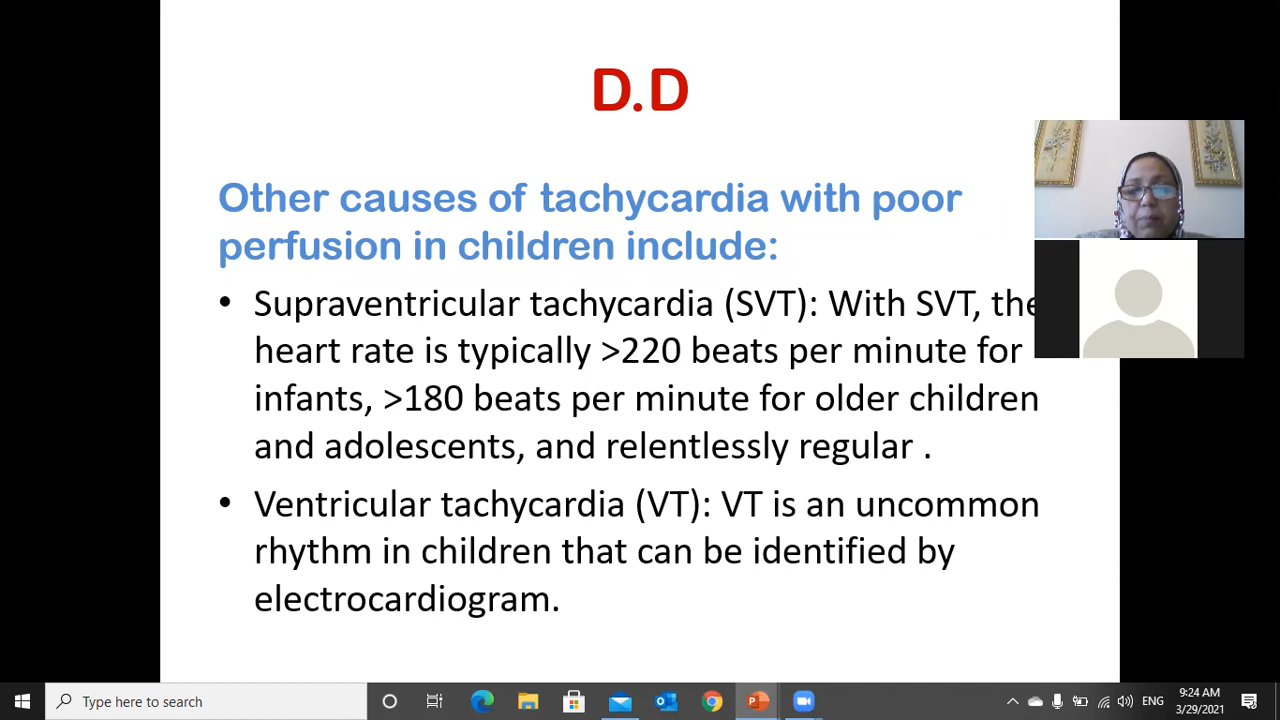 D.D
Other causes of tachycardia with poor
perfusion in children include:
• Supraventricular tachycardia (SVT): With SVT, the
heart rate is typically >220 beats per minute for
infants, >180 beats per minute for older children
and adolescents, and relentlessly regular .
• Ventricular tachycardia (VT): VT is an uncommon
rhythm in children that can be identified by
electrocardiogram.
Type here to search
ENG
9:24 AM
3/29/2021